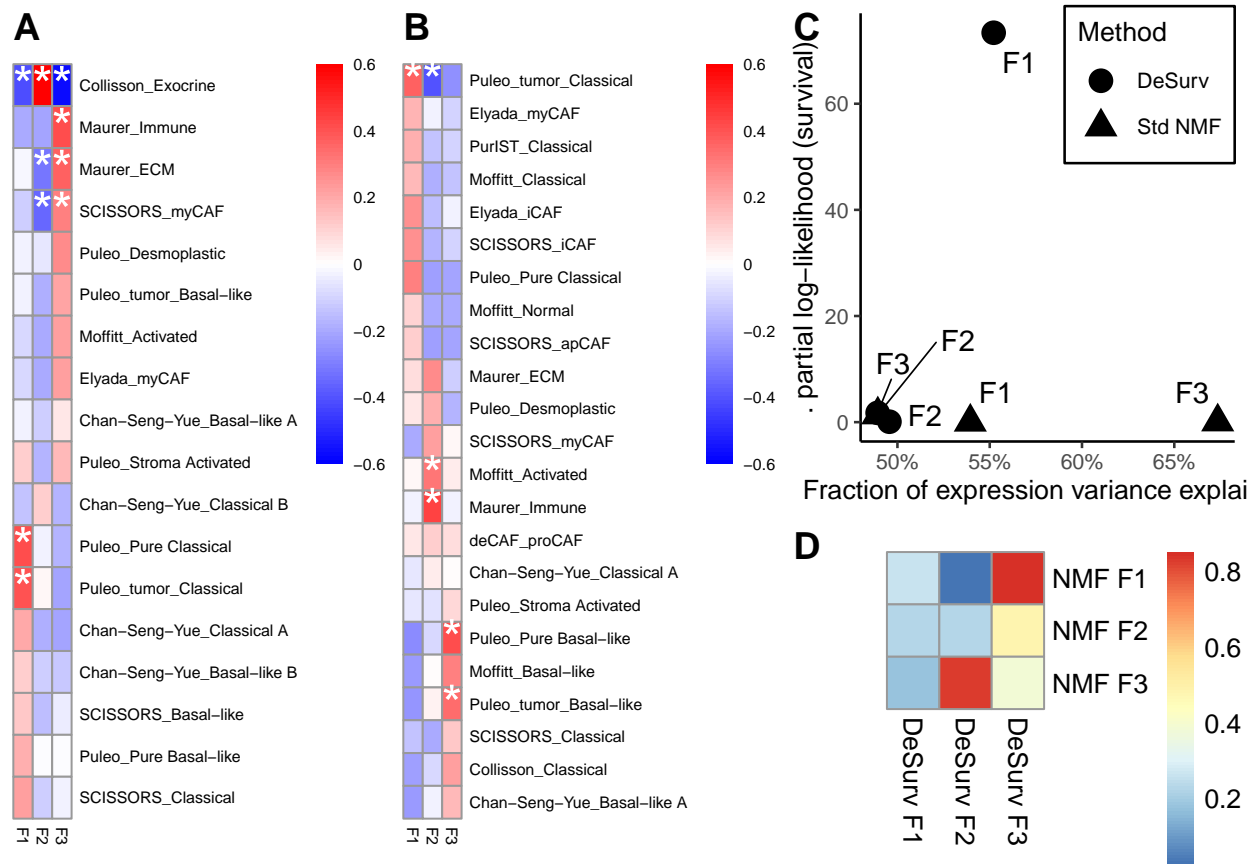 A
* * *
Collisson_Exocrine
*
Maurer_Immune
* *
Maurer_ECM
* *
SCISSORS_myCAF
Puleo_Desmoplastic
Puleo_tumor_Basal−like
Moffitt_Activated
Elyada_myCAF
Chan−Seng−Yue_Basal−like A
Puleo_Stroma Activated
Chan−Seng−Yue_Classical B
*
Puleo_Pure Classical
*
Puleo_tumor_Classical
Chan−Seng−Yue_Classical A
Chan−Seng−Yue_Basal−like B
SCISSORS_Basal−like
Puleo_Pure Basal−like
SCISSORS_Classical
F1
F2
F3
0.6
0.4
0.2
0
−0.2
−0.4
−0.6
B
* *
Puleo_tumor_Classical
Elyada_myCAF
PurIST_Classical
Moffitt_Classical
Elyada_iCAF
SCISSORS_iCAF
Puleo_Pure Classical
Moffitt_Normal
SCISSORS_apCAF
Maurer_ECM
Puleo_Desmoplastic
SCISSORS_myCAF
*
Moffitt_Activated
*
Maurer_Immune
deCAF_proCAF
Chan−Seng−Yue_Classical A
Puleo_Stroma Activated
*
Puleo_Pure Basal−like
Moffitt_Basal−like
*
Puleo_tumor_Basal−like
SCISSORS_Classical
Collisson_Classical
Chan−Seng−Yue_Basal−like A
F1
F2
F3
0.6
0.4
0.2
0
−0.2
−0.4
−0.6
C
partial log−likelihood (survival)
60
40
20
0
F1
Method
DeSurv
Std NMF
F3
F2
F2
F1
F3
50%
55%
60%
65%
Fraction of expression variance explai
D
NMF F1
NMF F2
NMF F3
DeSurv F1
DeSurv F2
DeSurv F3
0.8
0.6
0.4
0.2